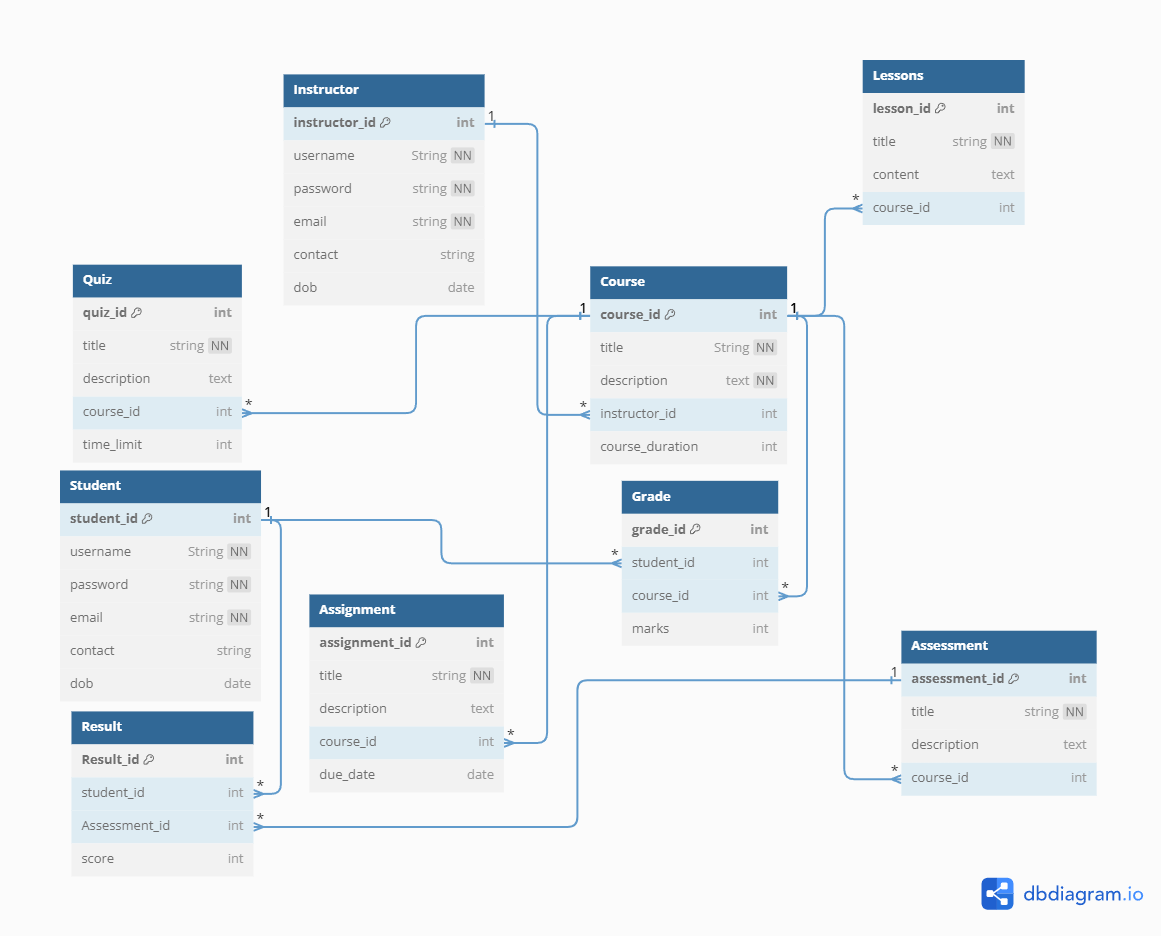 Instructor
instructor_id int
username String NN
password string NN
email string NN
contact string
dob date
Lessons
lesson_id int
title string NN
content text
course_id int
Quiz
quiz_id int
title string NN
description text
course_id int
time_limit int
Course
course_id int
title String NN
description text NN
instructor_id int
course_duration int
Student
student_id int
username String NN
password string NN
email string NN
contact string
dob date
Grade
grade_id int
student_id int
course_id int
marks int
Assignment
assignment_id int
title string NN
description text
course_id int
due_date date
Assessment
assessment_id int
title string NN
description text
course_id int
Result
Result_id int
student_id int
Assessment_id int
score int
1
*
1
*
1
*
1
*
*
*
*
1
*
*
dbdiagram.io